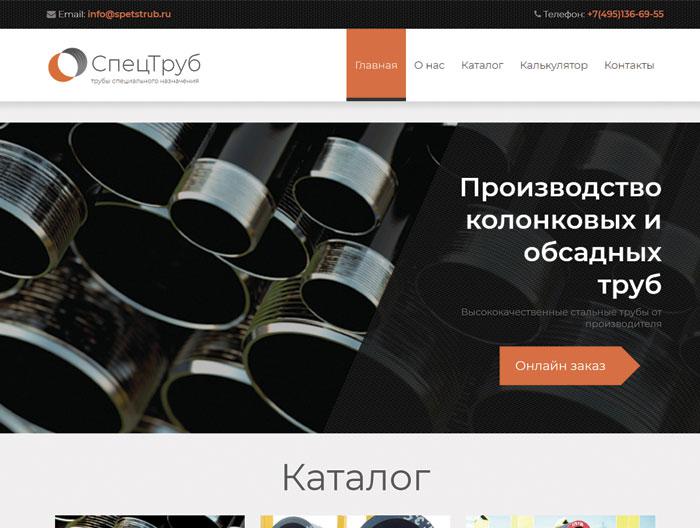 Email: info@spetstrub.ru
Телефон: +7(495)136-69-55
СпецТруб
трубы специального назначения
Главная
О нас
Каталог
Калькулятор
Контакты
Производство
колонковых и
обсадных
труб
Высококачественные стальные трубы от
производителя
Онлайн заказ
Каталог